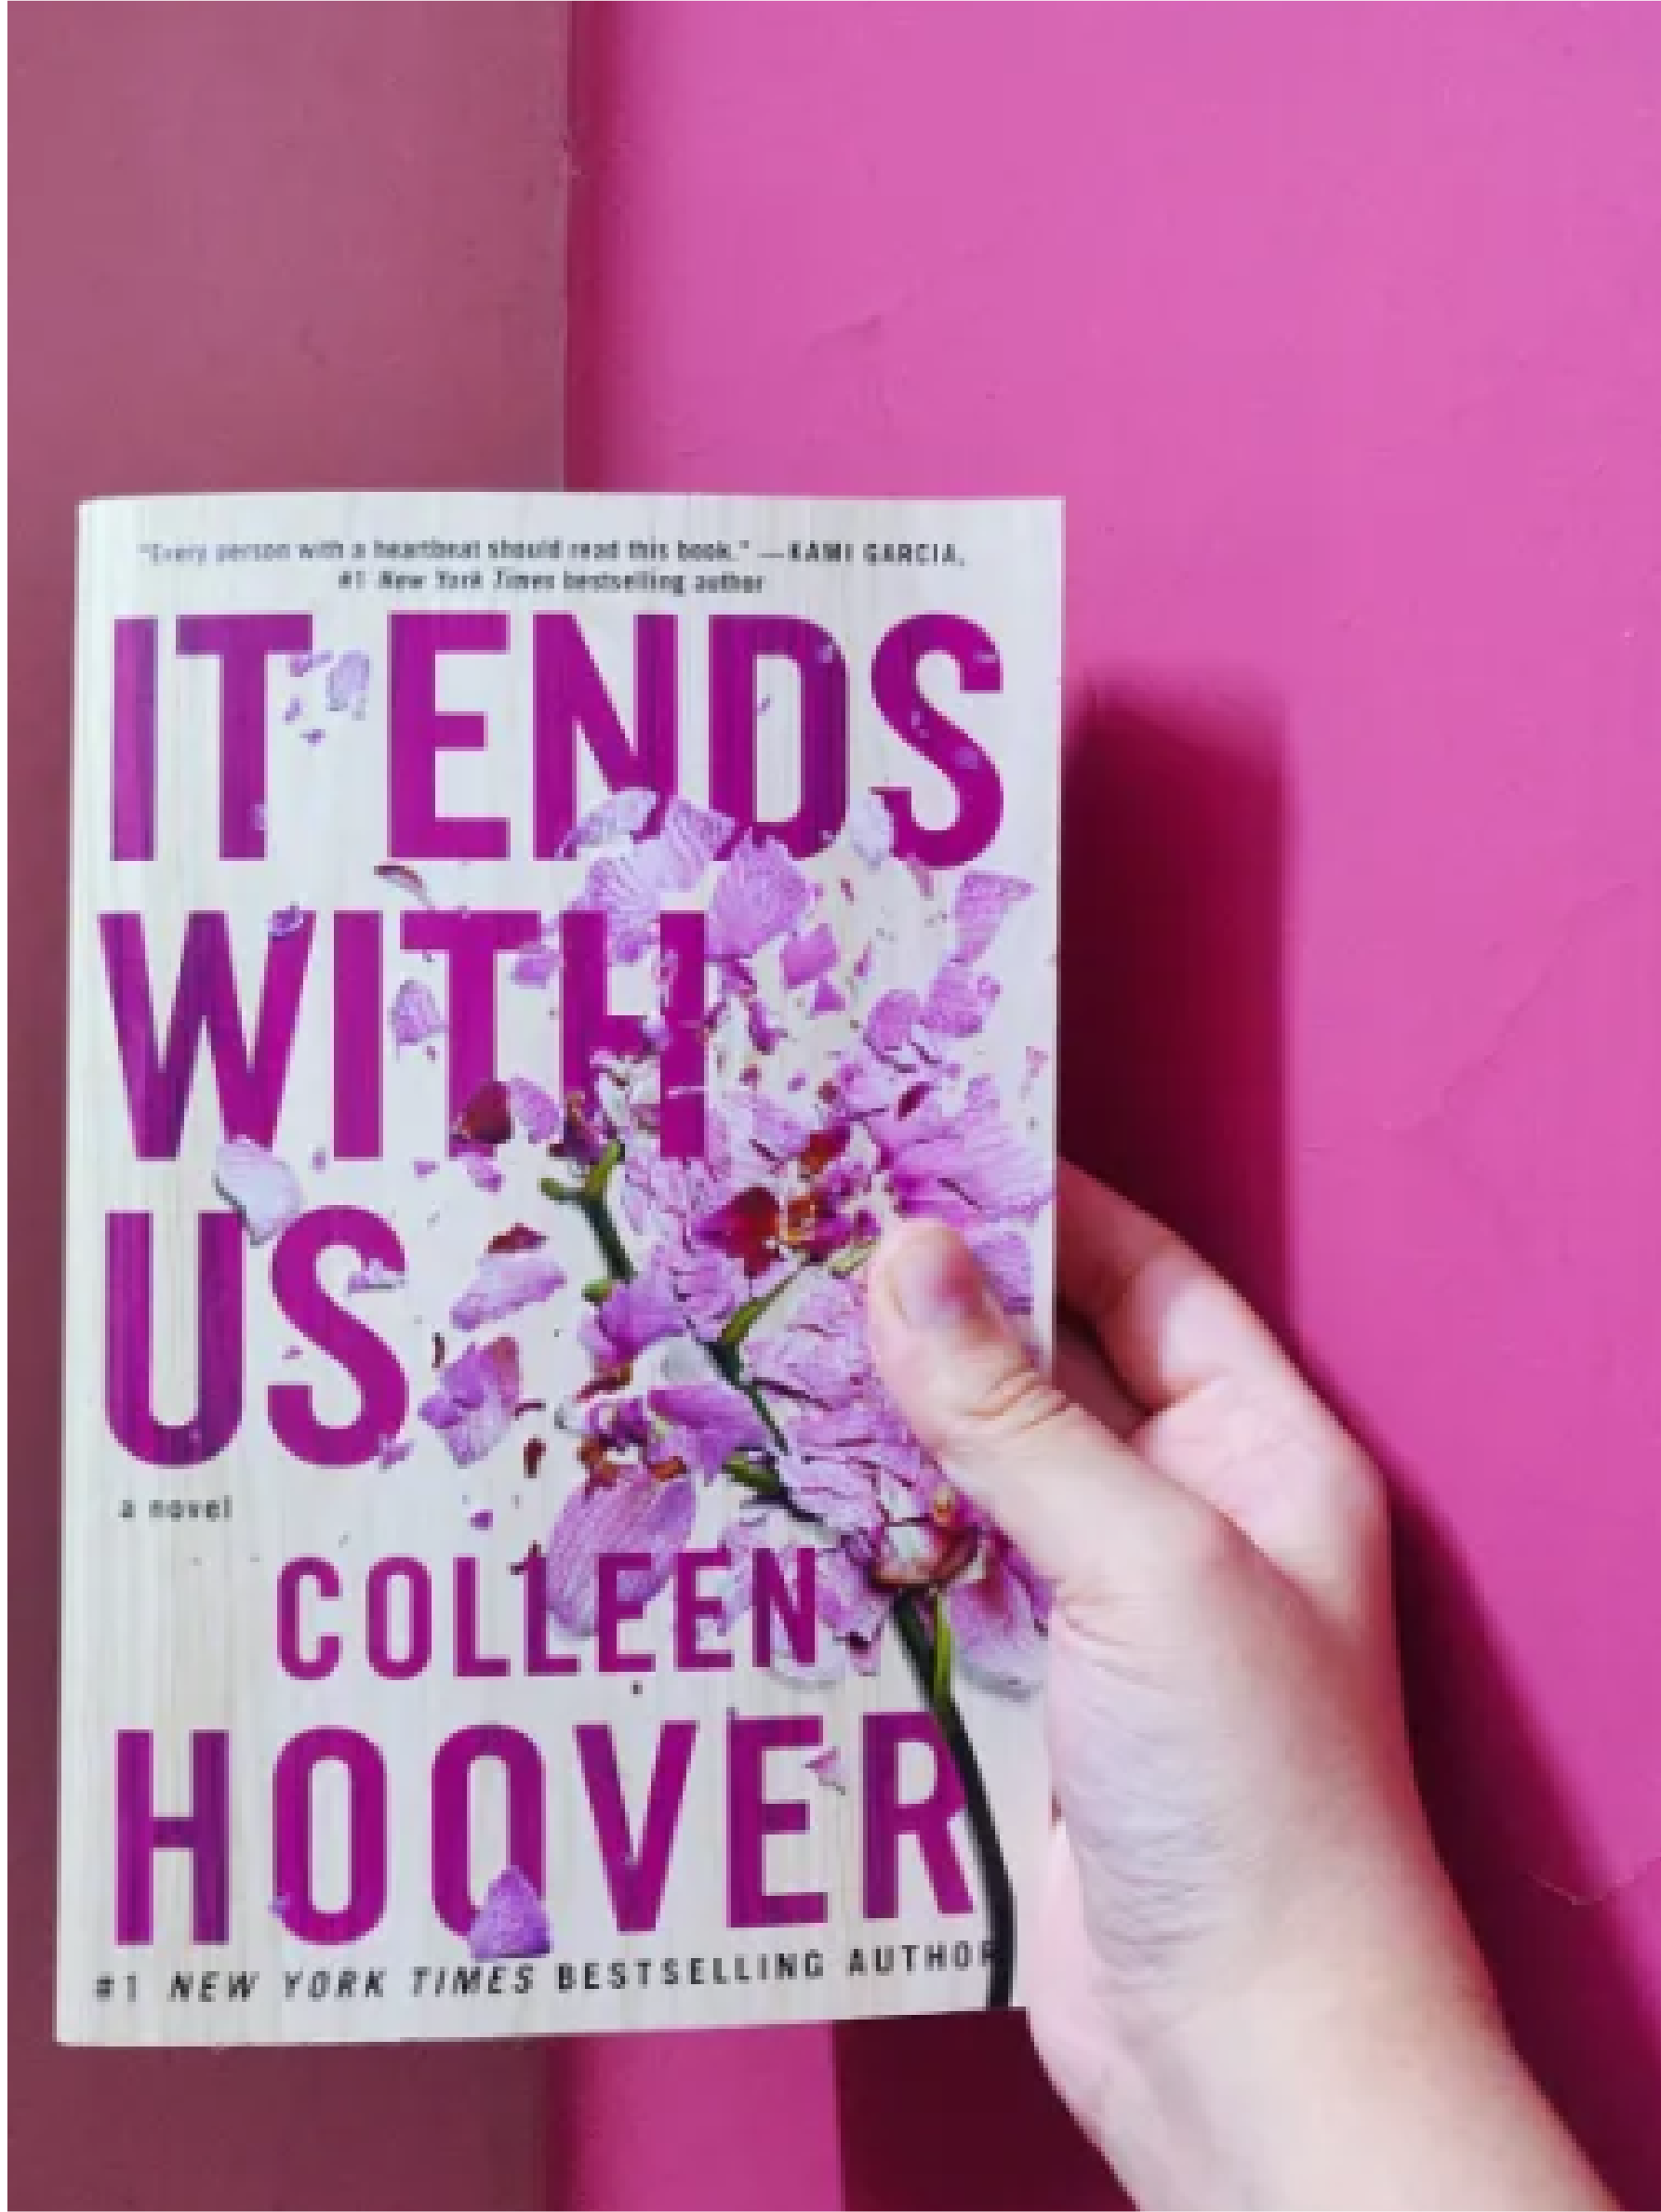 "Every person with a heartbeat should read this book." —KAMI GARCIA,
#1 New York Times bestselling author
IT ENDS
WITH
US
a novel
COLLEEN
HOOVER
#1 NEW YORK TIMES BESTSELLING AUTHOR